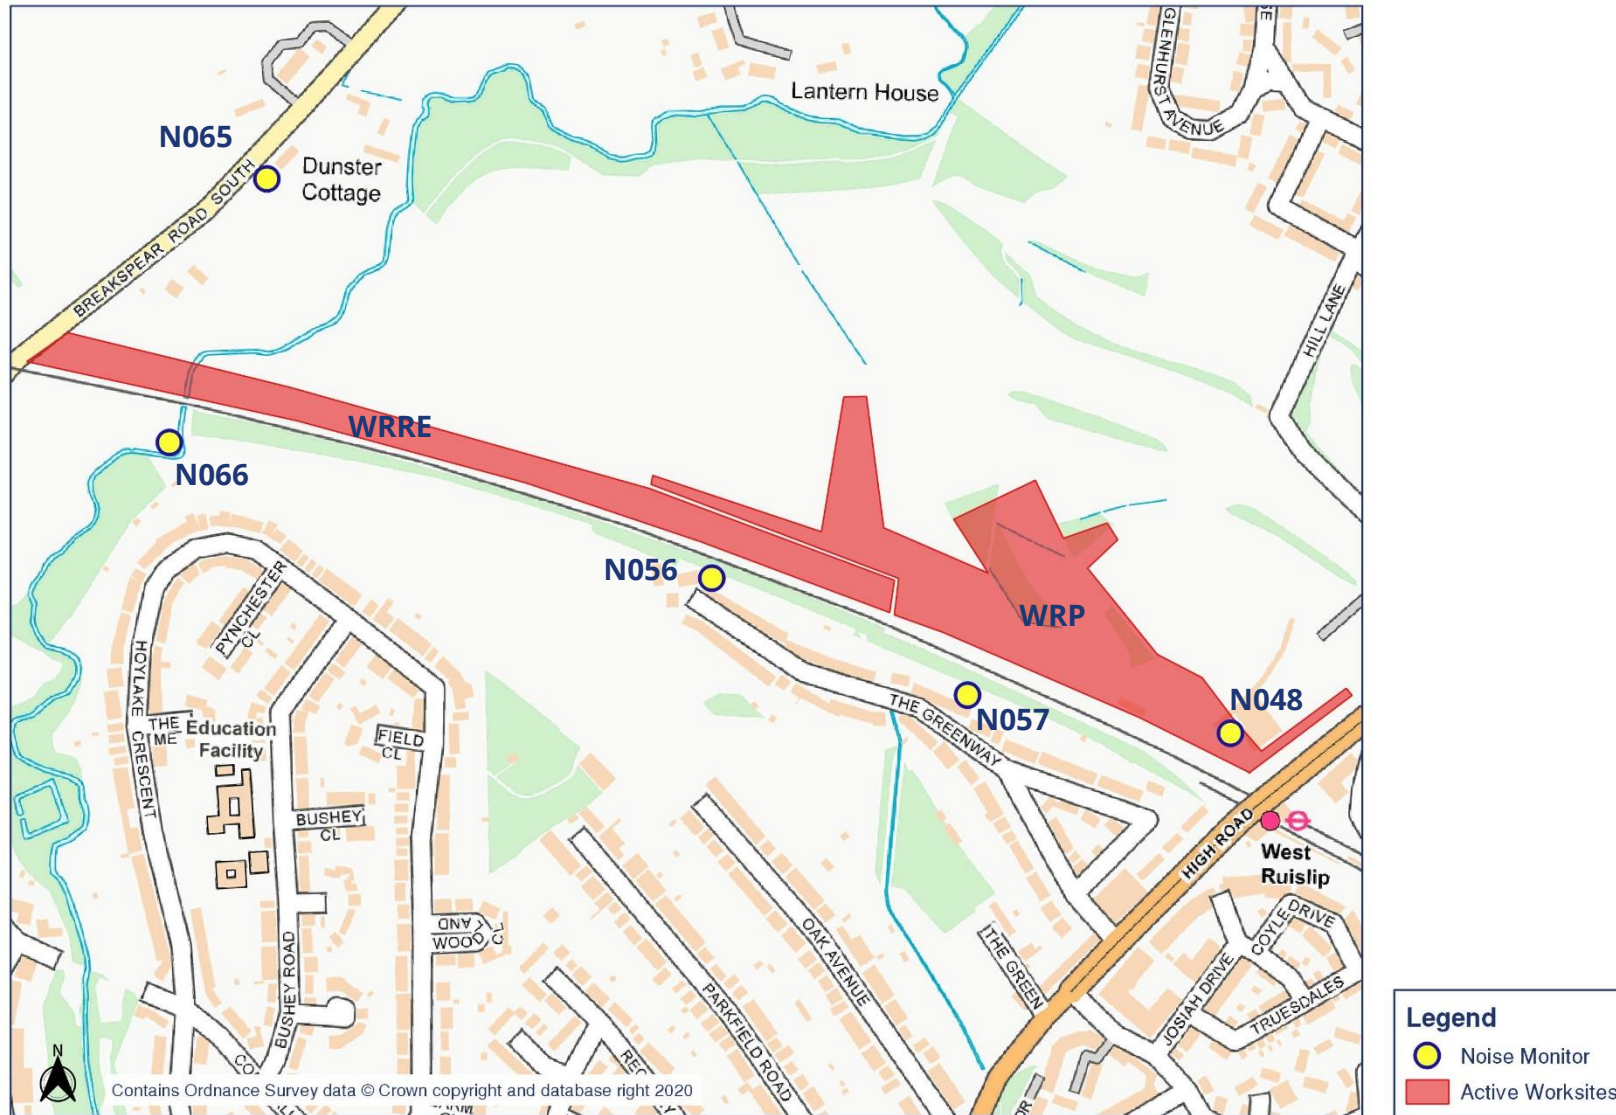 GLENHURST AVENUE
SE
Lantern House
N065
Dunster
Cottage
BREAKSPEAR ROAD SOUTH
HILL LANE
WRRE
N066
N056
WRP
N048
N057
THE GREENWAY
PYNCHESTER
CL
HOYLAKE CRESCENT
THE
ME
Education
Facility
FIELD
CL
BUSHEY
CL
HIGH ROAD
West
Ruislip
WOODLAND
CL
BUSHEY ROAD
OAK AVENUE
PARKFIELD ROAD
THE GREEN
COYLE DRIVE
JOSIAH DRIVE
TRUESDALES
N
Contains Ordnance Survey data © Crown copyright and database right 2020
Legend
Noise Monitor
Active Worksites